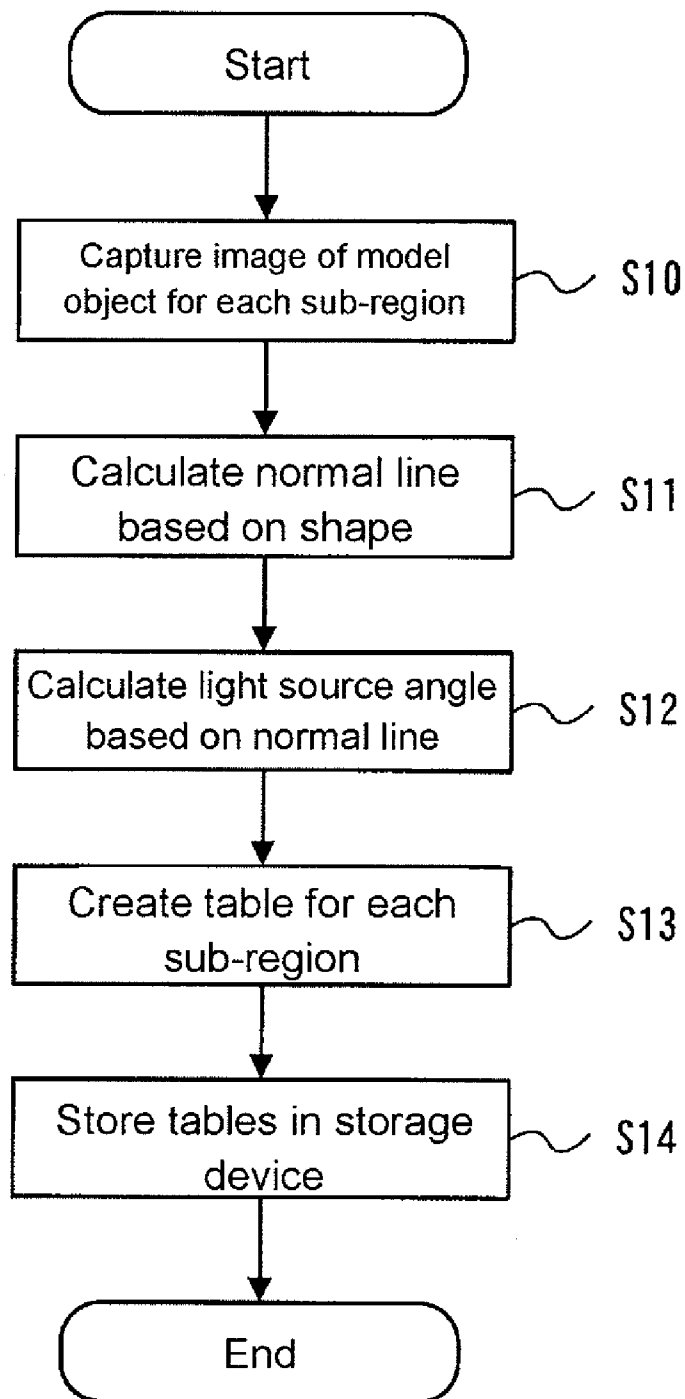 Start
Capture image of model
object for each sub-region
S10
Calculate normal line
based on shape
S11
Calculate light source angle
based on normal line
S12
Create table for each
sub-region
S13
Store tables in storage
device
S14
End